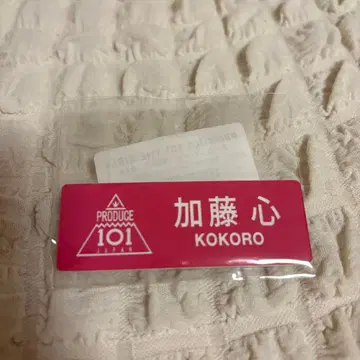 PRODUCE
101
JAPAN
加藤 心
KOKORO